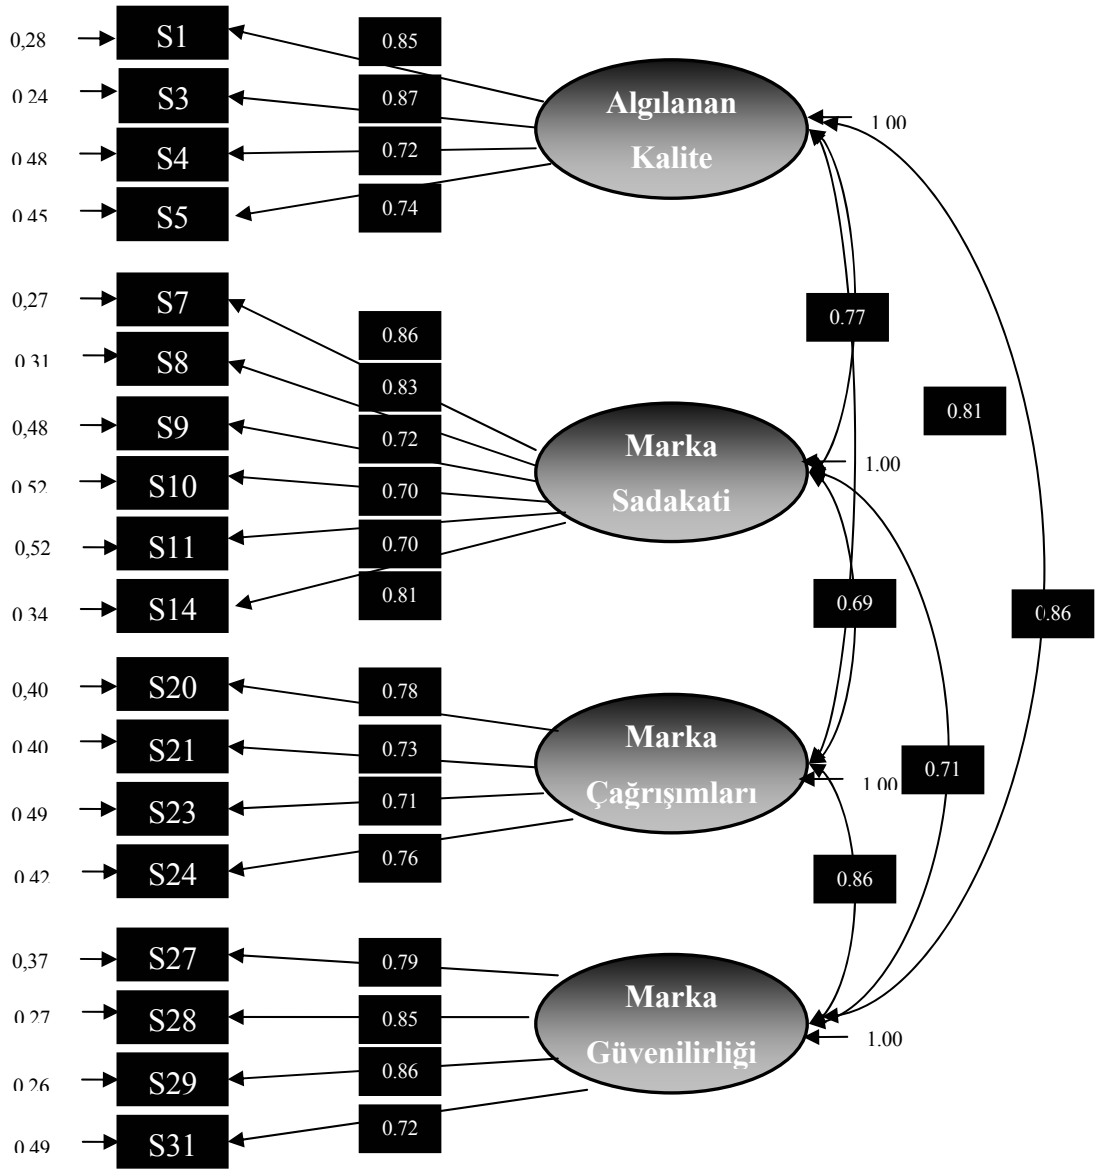 0,28 S1 0.85
0,24 S3 0.87
0,48 S4 0.72
0,45 S5 0.74
Algılanan
Kalite
1.00
0,27 S7 0.86
0,31 S8 0.83
0,48 S9 0.72
0,52 S10 0.70
0,52 S11 0.70
0,34 S14 0.81
Marka
Sadakati
1.00
0.77
0.81
0.69
0.86
0,40 S20 0.78
0,40 S21 0.73
0,49 S23 0.71
0,42 S24 0.76
Marka
Çağrışımları
1.00
0.71
0.86
0,37 S27 0.79
0,27 S28 0.85
0,26 S29 0.86
0,49 S31 0.72
Marka
Güvenilirliği
1.00